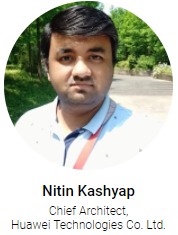 Nitin Kashyap
Chief Architect,
Huawei Technologies Co. Ltd.